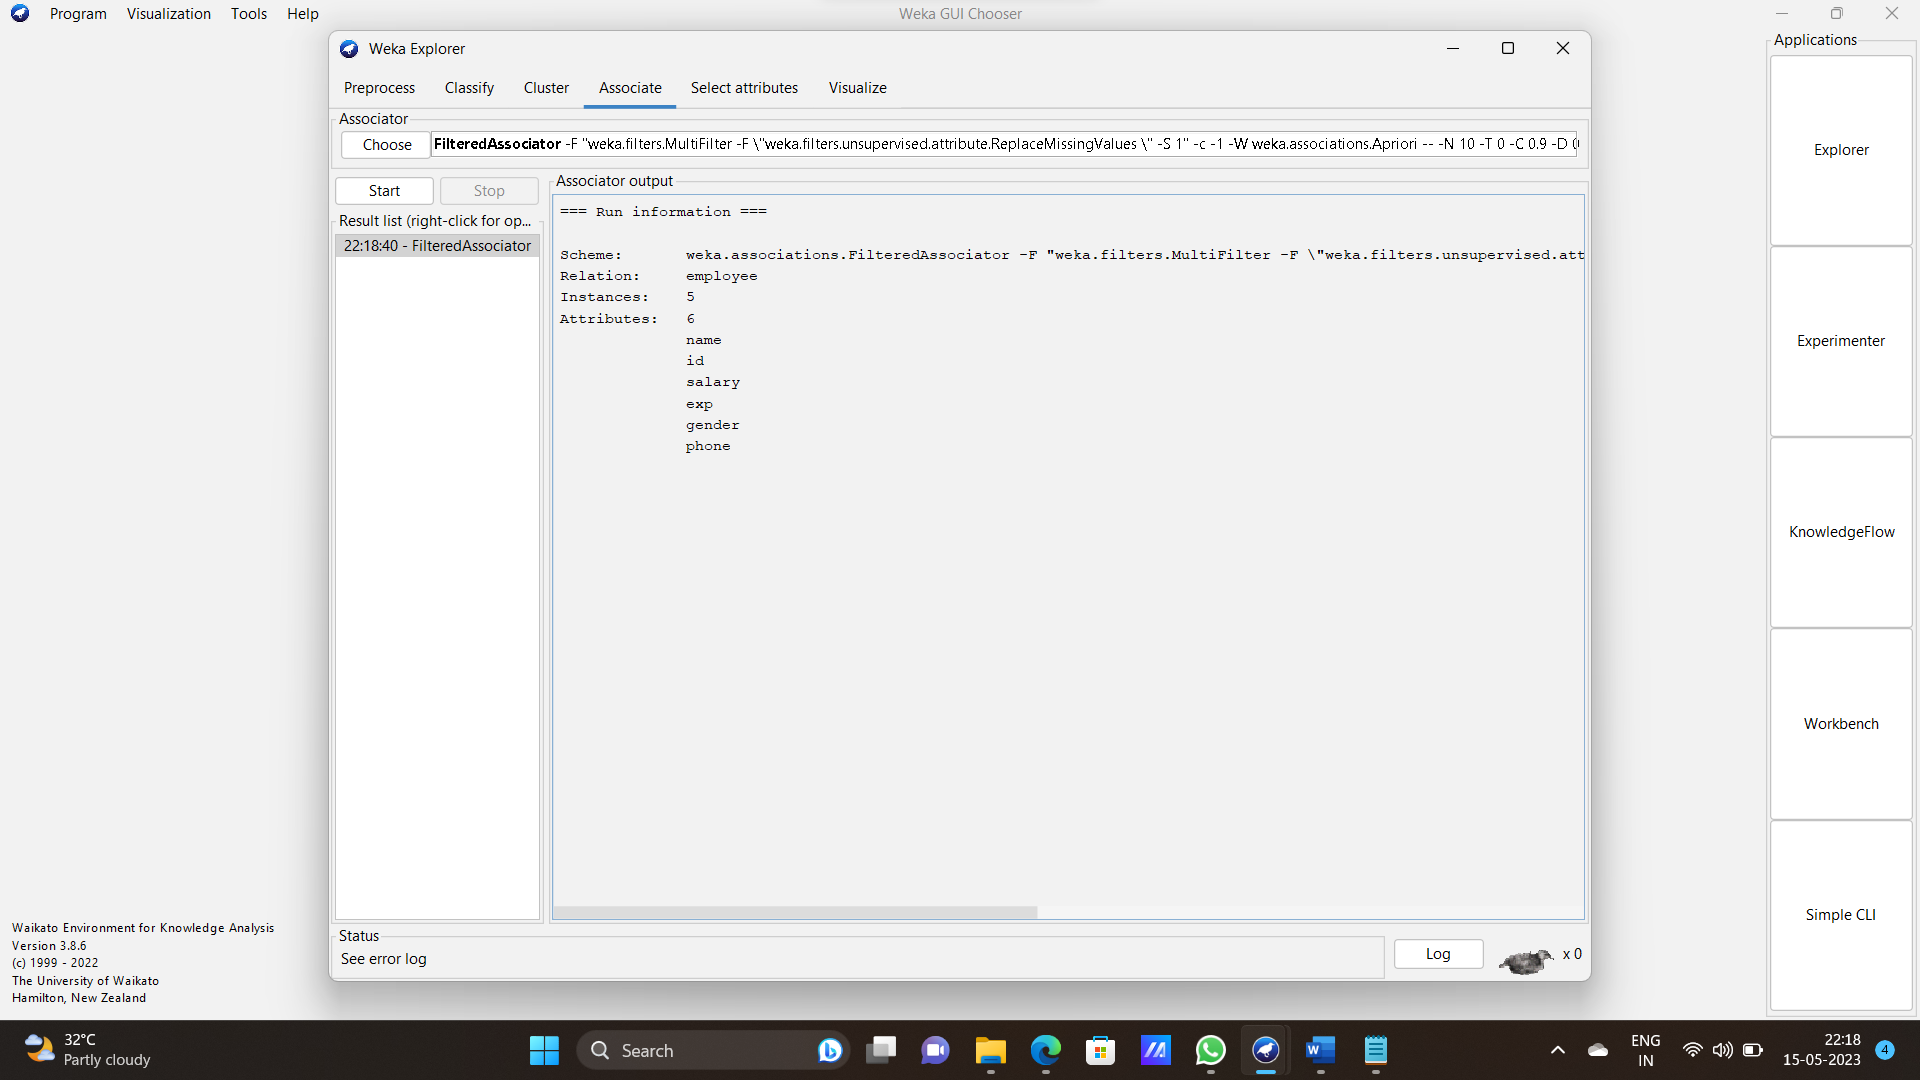 Program Visualization Tools Help
Weka GUI Chooser
Weka Explorer
Preprocess Classify Cluster Associate Select attributes Visualize
Associator
Choose FilteredAssociator -F "weka.filters.MultiFilter -F \"weka.filters.unsupervised.attribute.ReplaceMissingValues \" -S 1" -c -1 -W weka.associations.Apriori -- -N 10 -T 0 -C 0.9 -D
Start Stop
Result list (right-click for op...
22:18:40 - FilteredAssociator
Associator output
=== Run information ===
Scheme: weka.associations.FilteredAssociator -F "weka.filters.MultiFilter -F \"weka.filters.unsupervised.att
Relation: employee
Instances: 5
Attributes: 6
name
id
salary
exp
gender
phone
Status
See error log
Log
x 0
Applications
Explorer
Experimenter
KnowledgeFlow
Workbench
Simple CLI
Waikato Environment for Knowledge Analysis
Version 3.8.6
(c) 1999 - 2022
The University of Waikato
Hamilton, New Zealand
32°C
Partly cloudy
Search
W
ENG
IN
22:18
15-05-2023
4